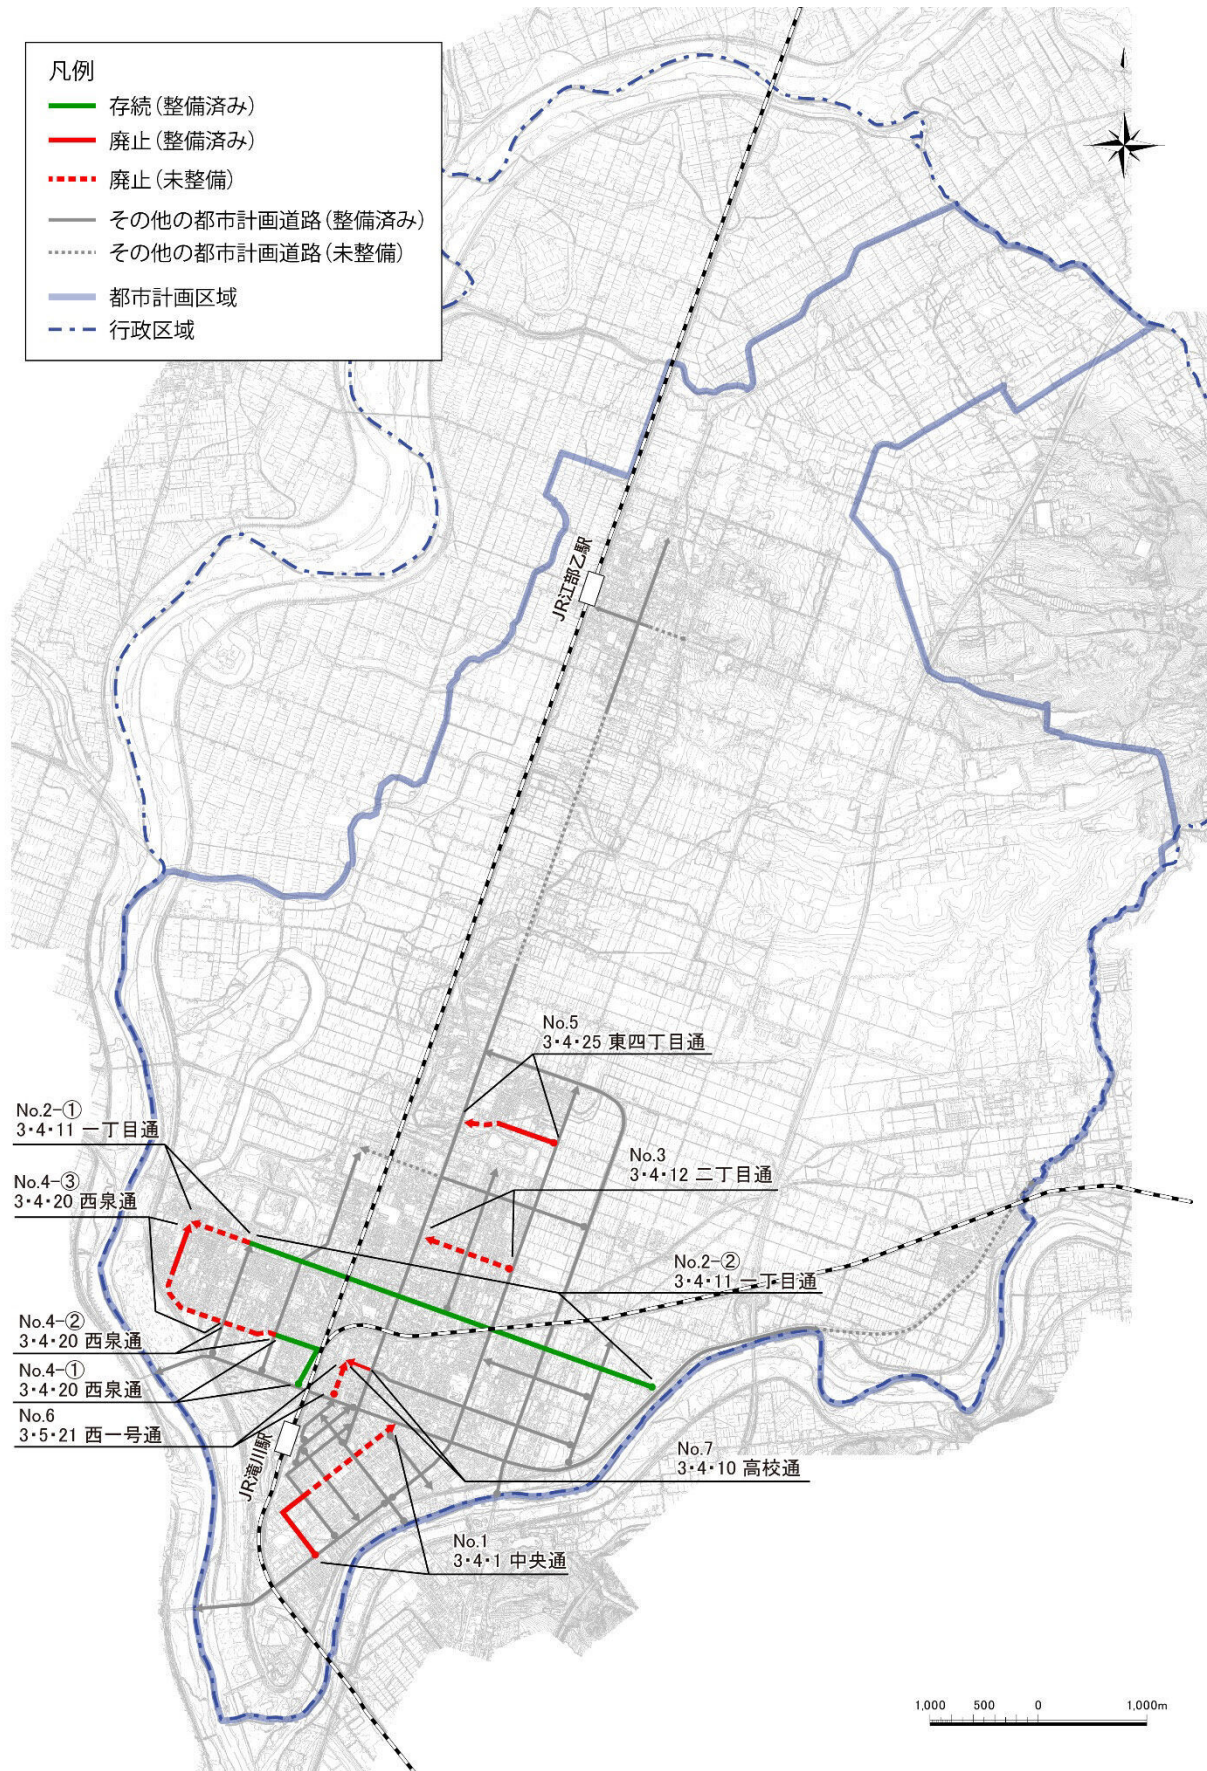 凡例
存続(整備済み)
廃止(整備済み)
廃止(未整備)
その他の都市計画道路(整備済み)
その他の都市計画道路(未整備)
都市計画区域
行政区域
JR江部乙駅
No.5
3・4・25 東四丁目通
No.2-①
3・4・11 一丁目通
No.3
3・4・12 二丁目通
No.4-③
3・4・20 西泉通
No.2-②
3・4・11 一丁目通
No.4-②
3・4・20 西泉通
No.4-①
3・4・20 西泉通
No.6
3・5・21 西一号通
JR滝川駅
No.7
3・4・10 高校通
No.1
3・4・1 中央通
1,000 500 0 1,000m